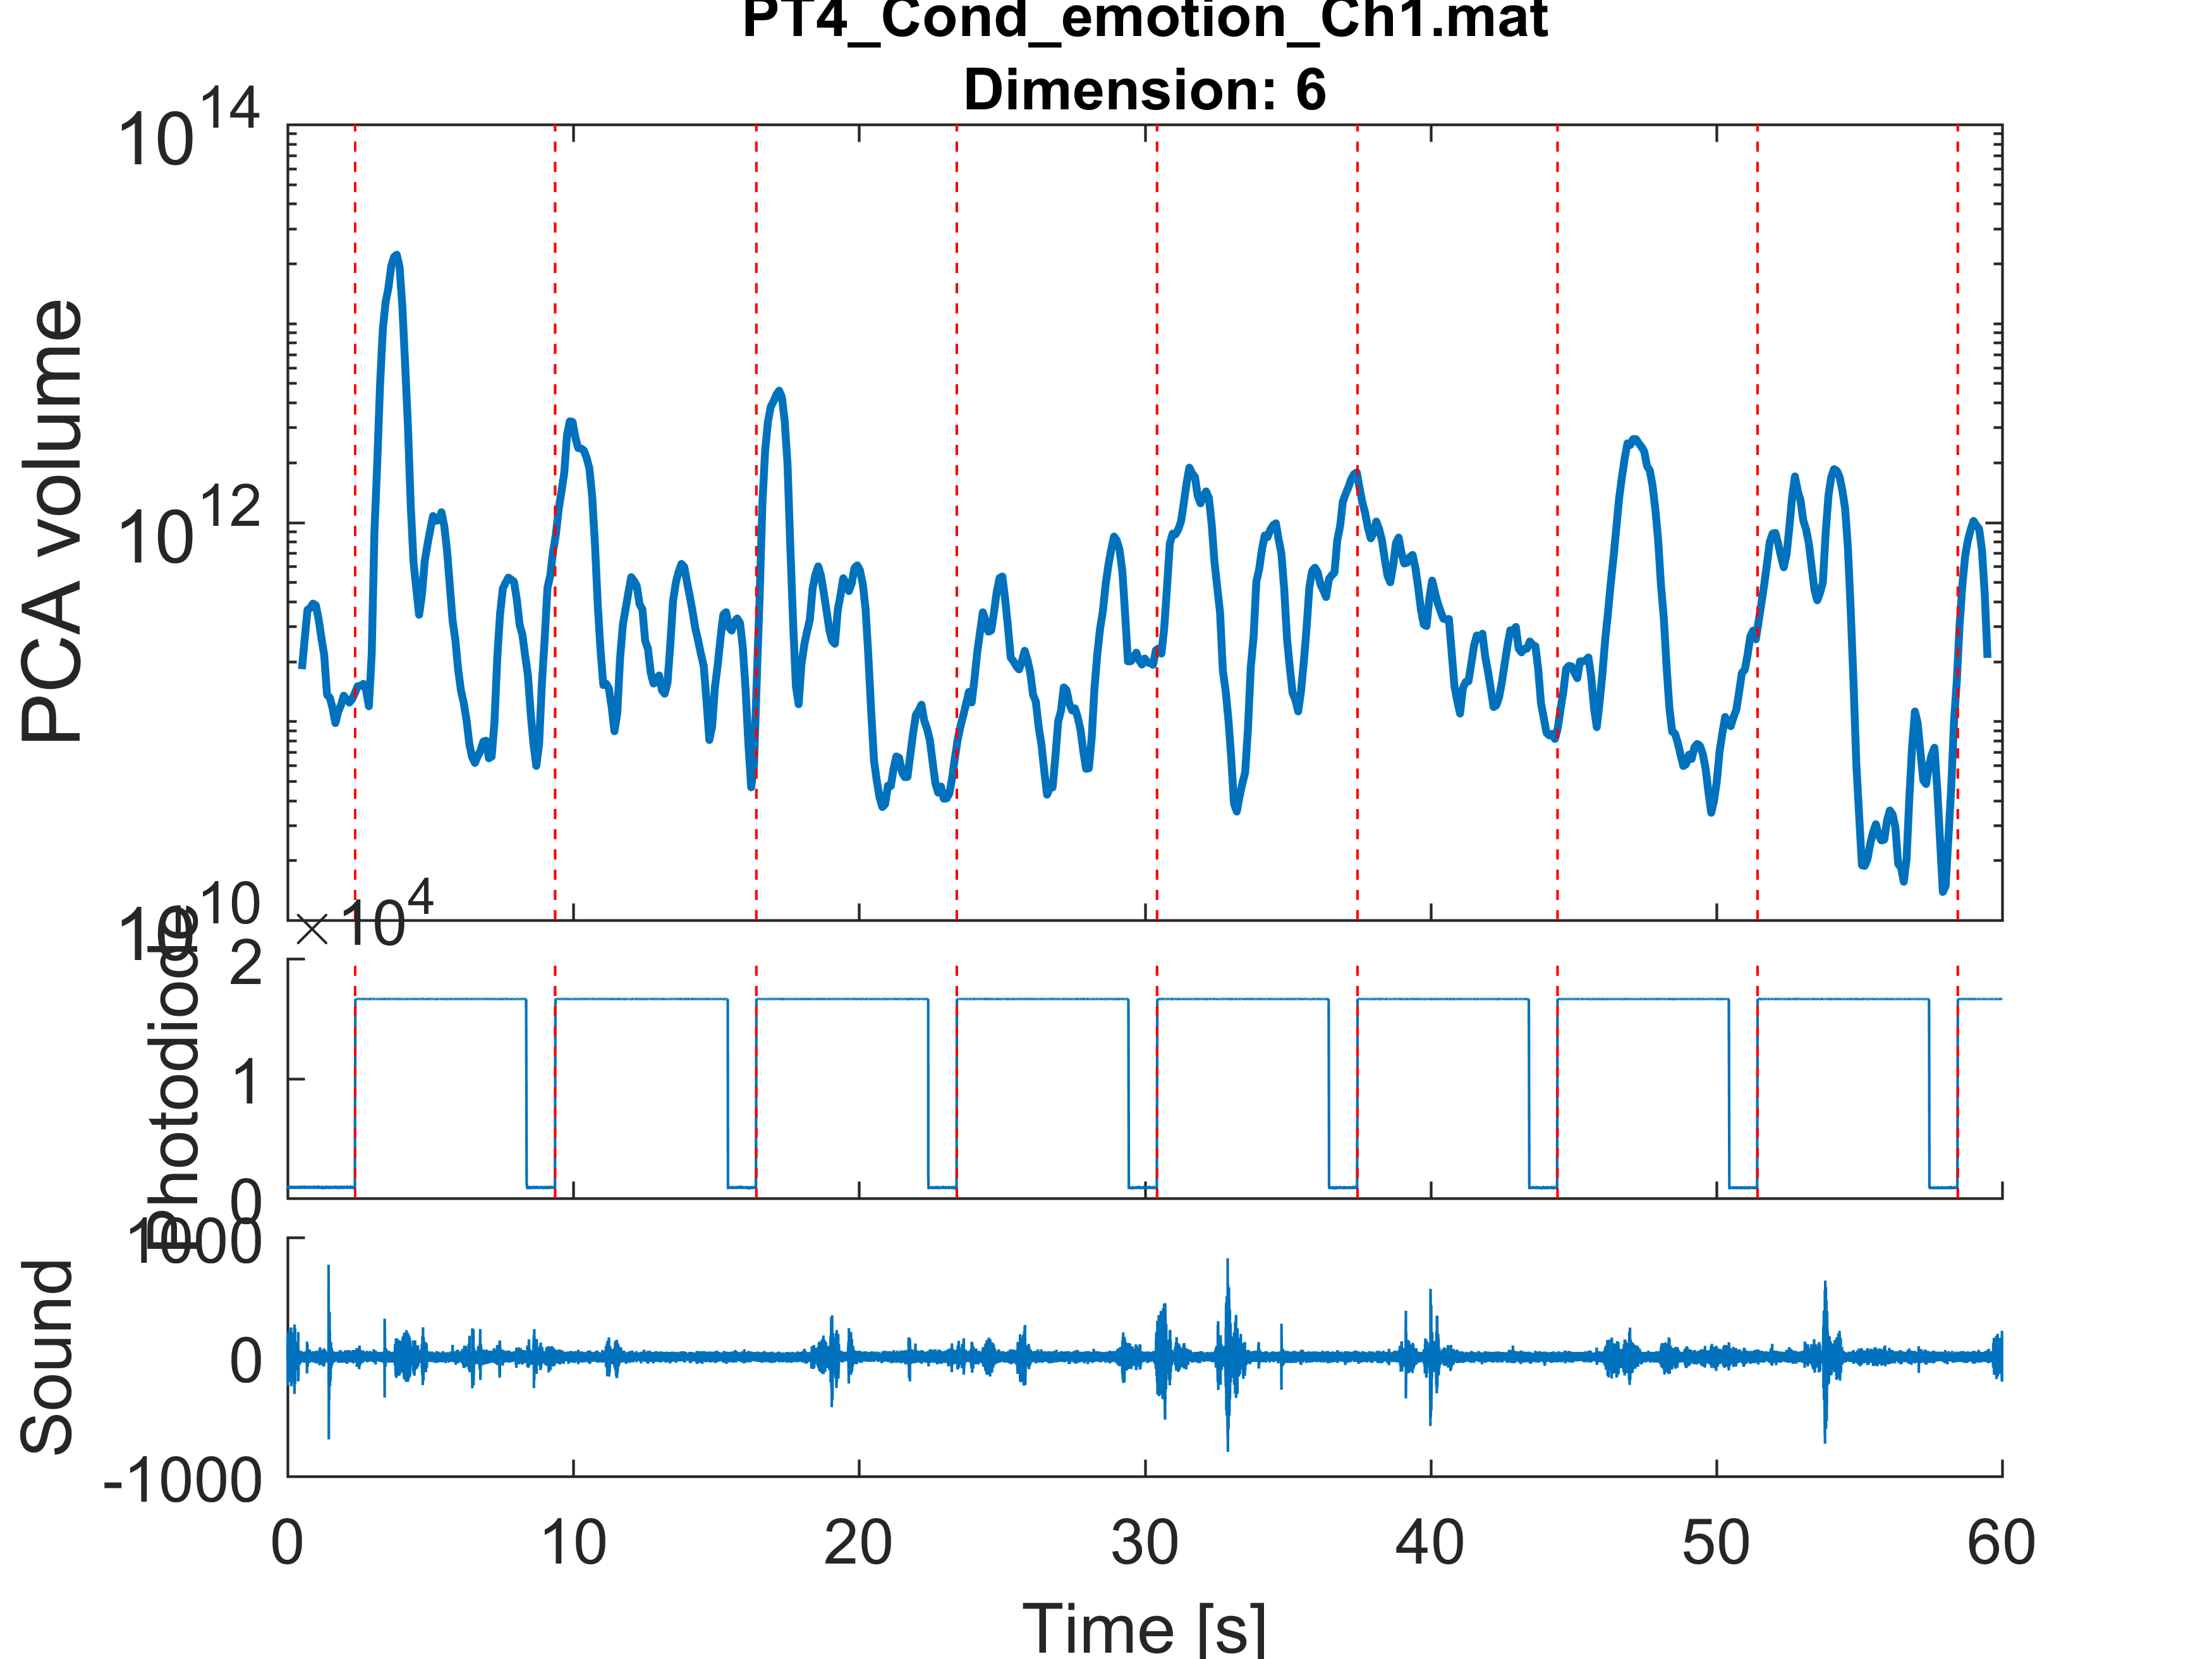 PT4_Cond_emotion_Ch1.mat
Dimension: 6
10^14
10^12
10^10
PCA volume
×10^4
2
1
0
Photodiode
1000
0
-1000
Sound
0 10 20 30 40 50 60
Time [s]